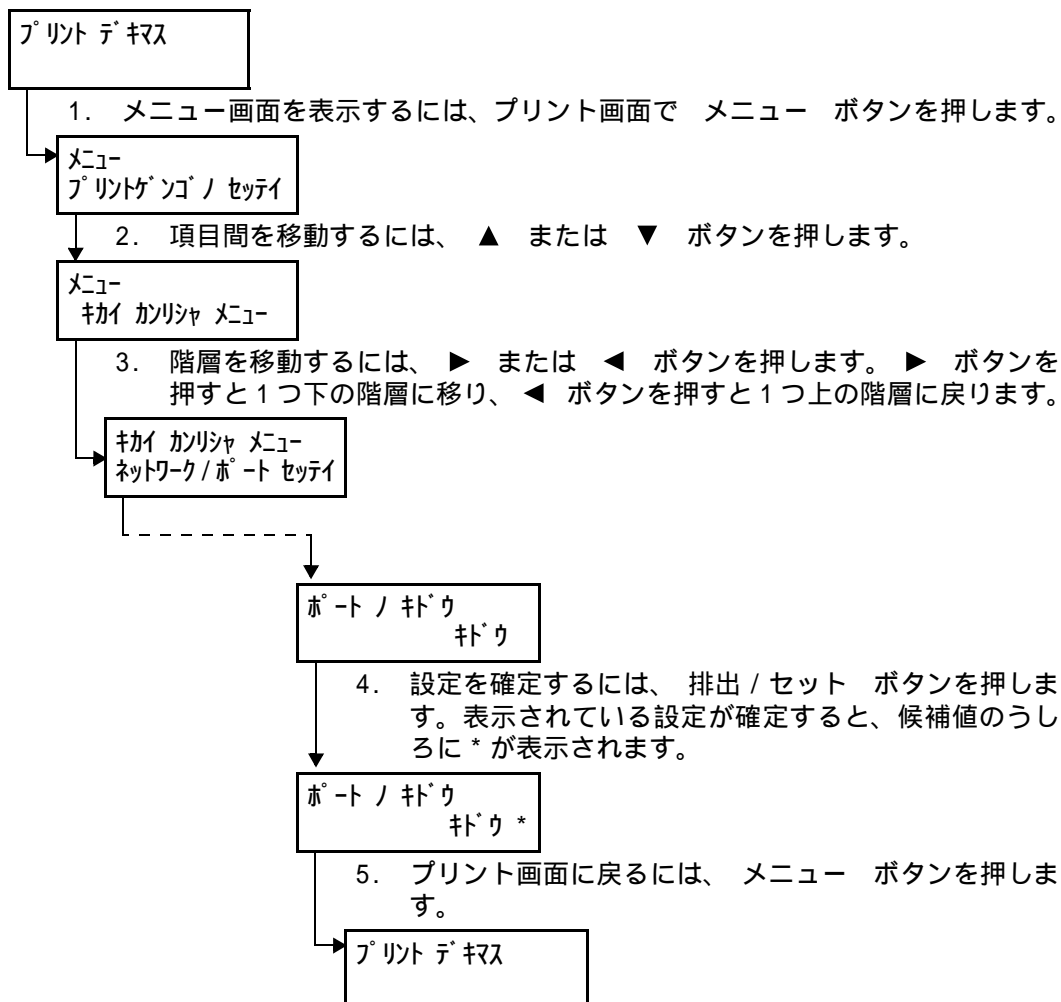 ﾌﾟﾘﾝﾄ ﾃﾞｷﾏｽ
1. メニュー画面を表示するには、プリント画面で メニュー ボタンを押します。
ﾒﾆｭｰ
ﾌﾟﾘﾝﾄｹﾞﾝｺﾞﾉ ｾｯﾃｲ
2. 項目間を移動するには、 ▲ または ▼ ボタンを押します。
ﾒﾆｭｰ
ｷｶｲ ｶﾝﾘｼｬ ﾒﾆｭｰ
3. 階層を移動するには、 ▶ または ◀ ボタンを押します。 ▶ ボタンを
押すと1つ下の階層に移り、 ◀ ボタンを押すと1つ上の階層に戻ります。
ｷｶｲ ｶﾝﾘｼｬ ﾒﾆｭｰ
ﾈｯﾄﾜｰｸ / ﾎﾟｰﾄ ｾｯﾃｲ
ﾎﾟｰﾄ ﾉ ｷﾄﾞｳ
ｷﾄﾞｳ
4. 設定を確定するには、 排出 / セット ボタンを押しま
す。表示されている設定が確定すると、候補値のうし
ろに * が表示されます。
ﾎﾟｰﾄ ﾉ ｷﾄﾞｳ
ｷﾄﾞｳ *
5. プリント画面に戻るには、 メニュー ボタンを押しま
す。
ﾌﾟﾘﾝﾄ ﾃﾞｷﾏｽ